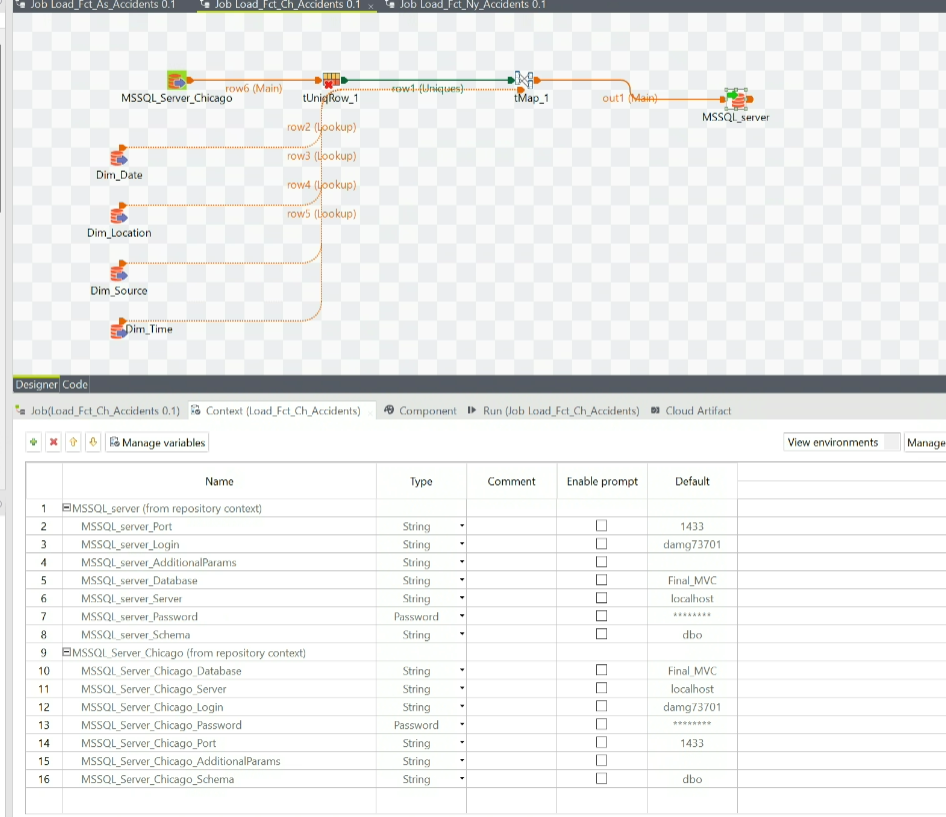 Job Load_Fct_As_Accidents 0.1 Job Load_Fct_Ch_Accidents 0.1 Job Load_Fct_Ny_Accidents 0.1
MSSQL_Server_Chicago row6 (Main) tUniqRow_1 row1 (Uniques) tMap_1 out1 (Main) MSSQL_server
row2 (Lookup)
row3 (Lookup)
Dim_Date
row4 (Lookup)
row5 (Lookup)
Dim_Location
Dim_Source
Dim_Time
Designer Code
Job(Load_Fct_Ch_Accidents 0.1) Context (Load_Fct_Ch_Accidents) Component Run (Job Load_Fct_Ch_Accidents) Cloud Artifact
Manage variables View environments Manage
Name Type Comment Enable prompt Default
1 MSSQL_server (from repository context)
2 MSSQL_server_Port String 1433
3 MSSQL_server_Login String damg73701
4 MSSQL_server_AdditionalParams String
5 MSSQL_server_Database String Final_MVC
6 MSSQL_server_Server String localhost
7 MSSQL_server_Password Password ********
8 MSSQL_server_Schema String dbo
9 MSSQL_Server_Chicago (from repository context)
10 MSSQL_Server_Chicago_Database String Final_MVC
11 MSSQL_Server_Chicago_Server String localhost
12 MSSQL_Server_Chicago_Login String damg73701
13 MSSQL_Server_Chicago_Password Password ********
14 MSSQL_Server_Chicago_Port String 1433
15 MSSQL_Server_Chicago_AdditionalParams String
16 MSSQL_Server_Chicago_Schema String dbo